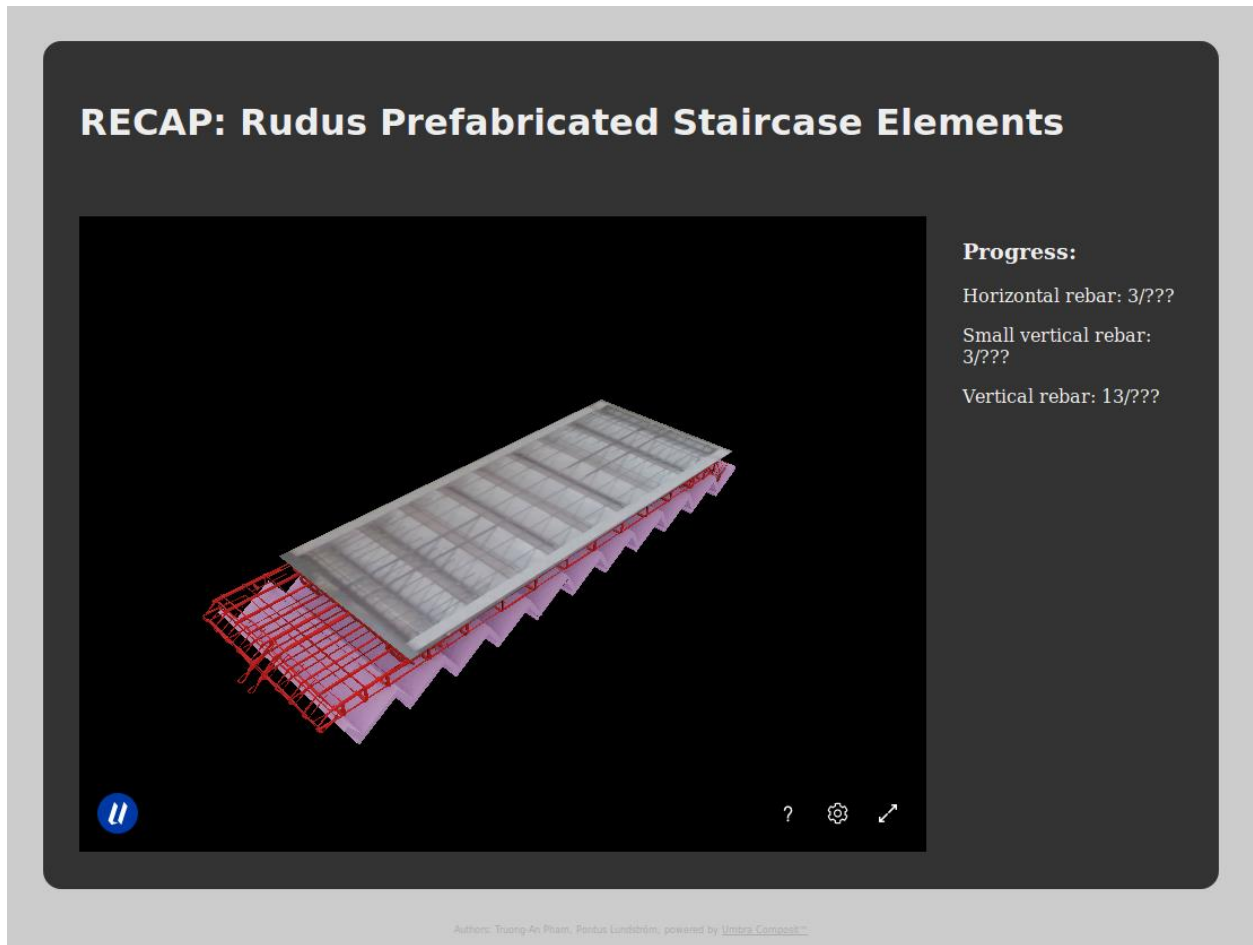 RECAP: Rudus Prefabricated Staircase Elements
Progress:
Horizontal rebar: 3/???
Small vertical rebar:
3/???
Vertical rebar: 13/???
?
Authors: Truong-An Pham, Pontus Lundström, powered by Umbra Composit™